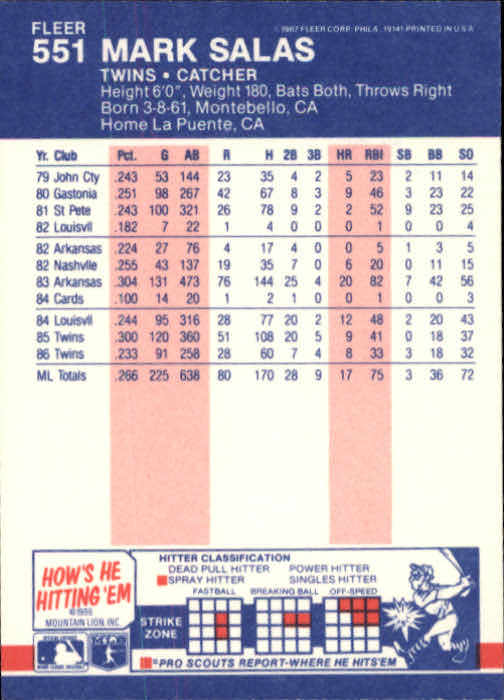 FLEER
©1987 FLEER CORP. PHILA. 19141 PRINTED IN U.S.A.
551 MARK SALAS
TWINS • CATCHER
Height 6'0", Weight 180, Bats Both, Throws Right
Born 3-8-61, Montebello, CA
Home La Puente, CA
Yr. Club Pct. G AB R H 2B 3B HR RBI SB BB SO
79 John Cty .243 53 144 23 35 4 2 5 23 2 11 14
80 Gastonia .251 98 267 42 67 8 3 9 46 3 23 22
81 St Pete .243 100 321 26 78 9 2 2 52 9 23 25
82 Louisvll .182 7 22 1 4 0 0 0 1 0 0 4
82 Arkansas .224 27 76 4 17 4 0 0 5 1 3 5
82 Nashvlle .255 43 137 19 35 7 0 6 20 0 11 15
83 Arkansas .304 131 473 76 144 25 4 20 82 7 42 56
84 Cards .100 14 20 1 2 1 0 0 1 0 0 3
84 Louisvll .244 95 316 28 77 20 2 12 48 2 20 43
85 Twins .300 120 360 51 108 20 5 9 41 0 18 37
86 Twins .233 91 258 28 60 7 4 8 33 3 18 32
ML Totals .266 225 638 80 170 28 9 17 75 3 36 72
HOW'S HE
HITTING 'EM
©1986
MOUNTAIN LION, INC
HITTER CLASSIFICATION
DEAD PULL HITTER POWER HITTER
SPRAY HITTER SINGLES HITTER
FASTBALL BREAKING BALL OFF-SPEED
STRIKE
ZONE
"PRO SCOUTS REPORT-WHERE HE HITS'EM